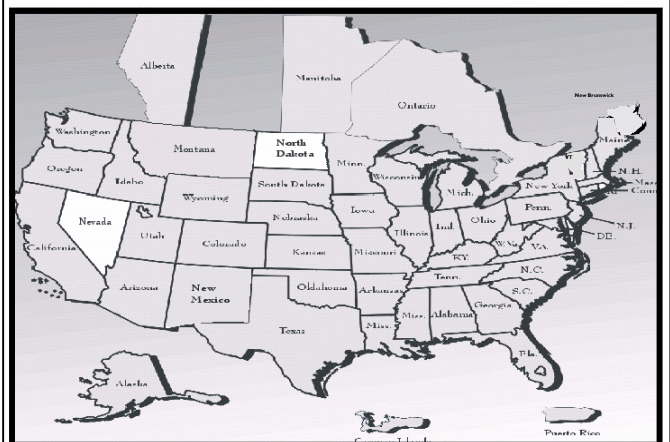 Alberta
Manitoba
Ontario
New Brunswick
Washington
Montana
North
Dakota
Minn.
Maine
Oregon
Idaho
Wyoming
South Dakota
Wisconsin
Mich.
New York
N.H.
Mass
Conn
Nevada
Utah
Colorado
Nebraska
Iowa
Illinois
Ind.
Ohio
Penn.
N.J.
DE.
California
Kansas
Missouri
KY.
W.Va
VA.
Arizona
New
Mexico
Oklahoma
Arkansas
Tenn.
N.C.
S.C.
Texas
Miss.
Miss.
Alabama
Georgia
Fla.
Alaska
Puerto Rico